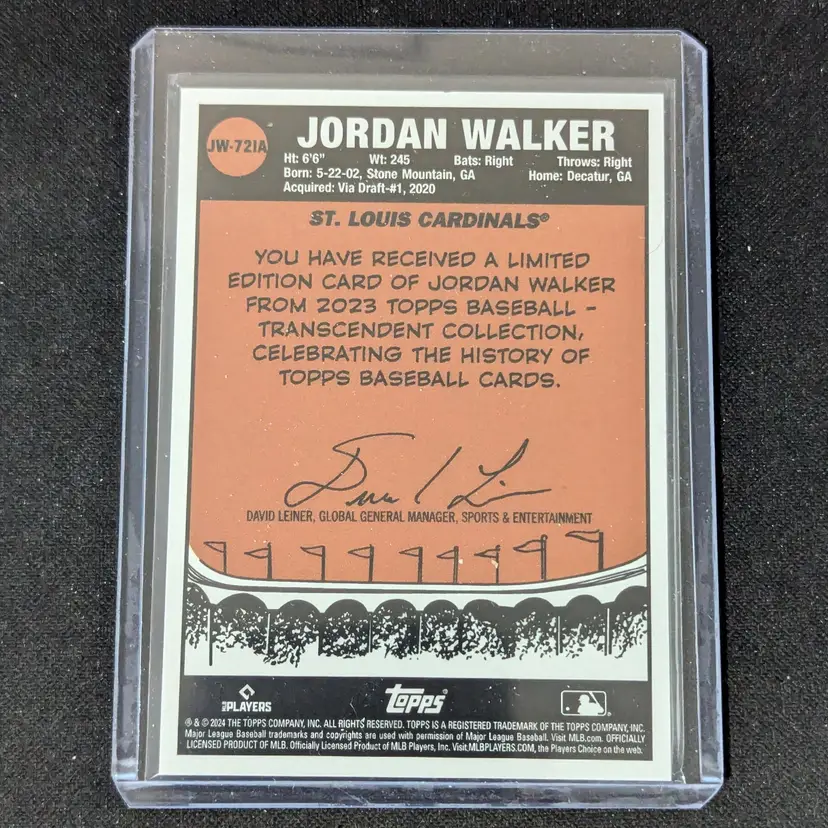 JW-72IA
JORDAN WALKER
Ht: 6'6" Wt: 245 Bats: Right Throws: Right
Born: 5-22-02, Stone Mountain, GA Home: Decatur, GA
Acquired: Via Draft-#1, 2020
ST. LOUIS CARDINALS®
YOU HAVE RECEIVED A LIMITED
EDITION CARD OF JORDAN WALKER
FROM 2023 TOPPS BASEBALL -
TRANSCENDENT COLLECTION,
CELEBRATING THE HISTORY OF
TOPPS BASEBALL CARDS.
DAVID LEINER, GLOBAL GENERAL MANAGER, SPORTS & ENTERTAINMENT
MLB PLAYERS
topps®
® & © 2024 THE TOPPS COMPANY, INC. ALL RIGHTS RESERVED. TOPPS IS A REGISTERED TRADEMARK OF THE TOPPS COMPANY, INC.
Major League Baseball trademarks and copyrights are used with permission of Major League Baseball. Visit MLB.com. OFFICIALLY
LICENSED PRODUCT OF MLB. Officially Licensed Product of MLB Players, Inc. Visit MLBPLAYERS.com, the Players Choice on the web.